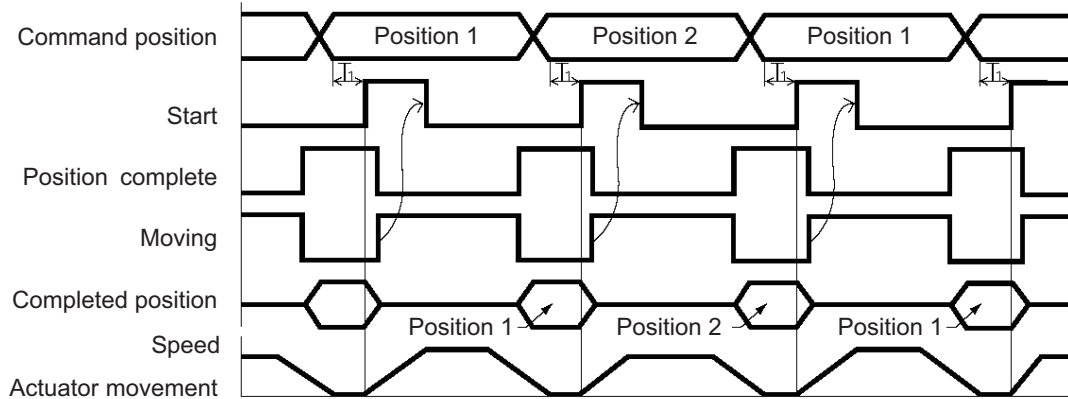 Command position
Position 1
Position 2
Position 1
T₁
T₁
T₁
T₁
Start
Position complete
Moving
Completed position
Position 1
Position 2
Position 1
Speed
Actuator movement